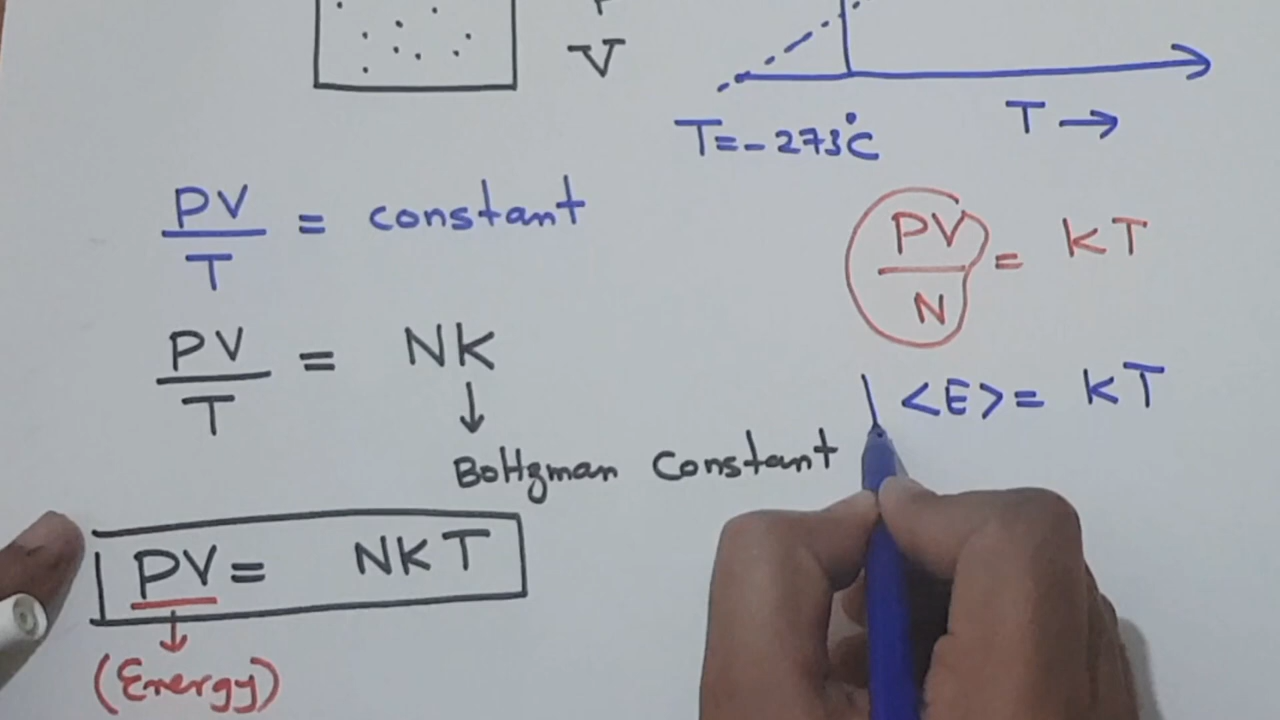 V
T=-273°C
T →
PV/T = constant
PV/N = KT
PV/T = NK
<E> = KT
Boltzman Constant
PV= NKT
(Energy)